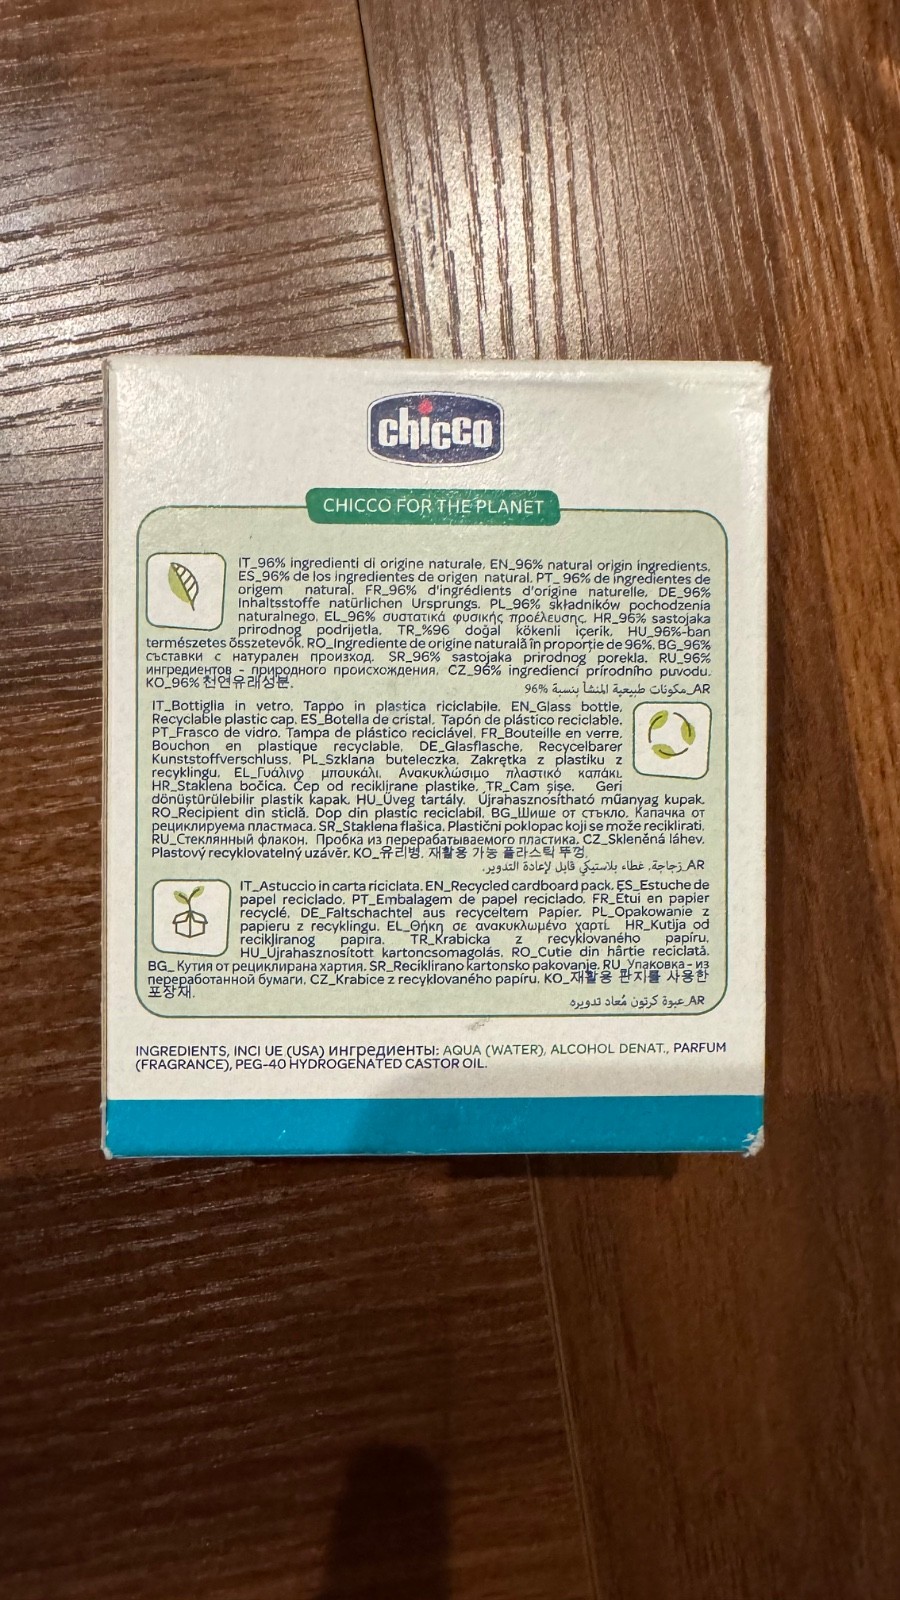 chicco
CHICCO FOR THE PLANET
IT_96% ingredienti di origine naturale. EN_96% natural origin ingredients.
ES_96% de los ingredientes de origen natural. PT_ 96% de ingredientes de
origem natural. FR_96% d'ingrédients d'origine naturelle. DE_96%
Inhaltsstoffe natürlichen Ursprungs. PL_96% składników pochodzenia
naturalnego. EL_96% συστατικά φυσικής προέλευσης. HR_96% sastojaka
prirodnog podrijetla. TR_%96 doğal kökenli içerik. HU_96%-ban
természetes összetevők. RO_Ingrediente de origine naturală în proporție de 96%. BG_96%
съставки с натурален произход. SR_96% sastojaka prirodnog porekla. RU_96%
ингредиентов - природного происхождения. CZ_96% ingrediencí prírodního puvodu.
KO_96% 천연유래성분.
AR_مكونات طبيعية المنشأ بنسبة 96%
IT_Bottiglia in vetro. Tappo in plastica riciclabile. EN_Glass bottle.
Recyclable plastic cap. ES_Botella de cristal. Tapón de plástico reciclable.
PT_Frasco de vidro. Tampa de plástico reciclável. FR_Bouteille en verre.
Bouchon en plastique recyclable. DE_Glasflasche. Recycelbarer
Kunststoffverschluss. PL_Szklana buteleczka. Zakrętka z plastiku z
recyklingu. EL_Γυάλινο μπουκάλι. Ανακυκλώσιμο πλαστικό καπάκι.
HR_Staklena bočica. Čep od reciklirane plastike. TR_Cam şişe. Geri
dönüştürülebilir plastik kapak. HU_Üveg tartály. Újrahasznosítható műanyag kupak.
RO_Recipient din sticlă. Dop din plastic reciclabil. BG_Шише от стъкло. Капачка от
рециклируема пластмаса. SR_Staklena flašica. Plastični poklopac koji se može reciklirati.
RU_Стеклянный флакон. Пробка из перерабатываемого пластика. CZ_Skleněná láhev.
Plastový recyklovatelný uzávěr. KO_유리병. 재활용 가능 플라스틱 뚜껑.
AR_زجاجة. غطاء بلاستيكي قابل لإعادة التدوير.
IT_Astuccio in carta riciclata. EN_Recycled cardboard pack. ES_Estuche de
papel reciclado. PT_Embalagem de papel reciclado. FR_Étui en papier
recyclé. DE_Faltschachtel aus recyceltem Papier. PL_Opakowanie z
papieru z recyklingu. EL_Θήκη σε ανακυκλωμένο χαρτί. HR_Kutija od
recikliranog papira. TR_Krabicka z recyklovaného papíru.
HU_Újrahasznosított kartoncsomagolás. RO_Cutie din hârtie reciclată.
BG_ Кутия от рециклирана хартия. SR_Reciklirano kartonsko pakovanje. RU_Упаковка - из
переработанной бумаги. CZ_Krabice z recyklovaného papíru. KO_재활용 판지를 사용한
포장재.
AR_عبوة كرتون مُعاد تدويره
INGREDIENTS, INCI UE (USA) ингредиенты: AQUA (WATER), ALCOHOL DENAT., PARFUM
(FRAGRANCE), PEG-40 HYDROGENATED CASTOR OIL.